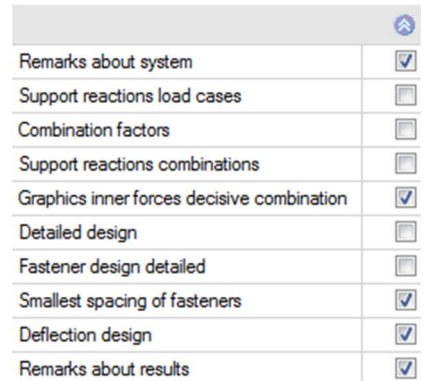 Remarks about system
Support reactions load cases
Combination factors
Support reactions combinations
Graphics inner forces decisive combination
Detailed design
Fastener design detailed
Smallest spacing of fasteners
Deflection design
Remarks about results